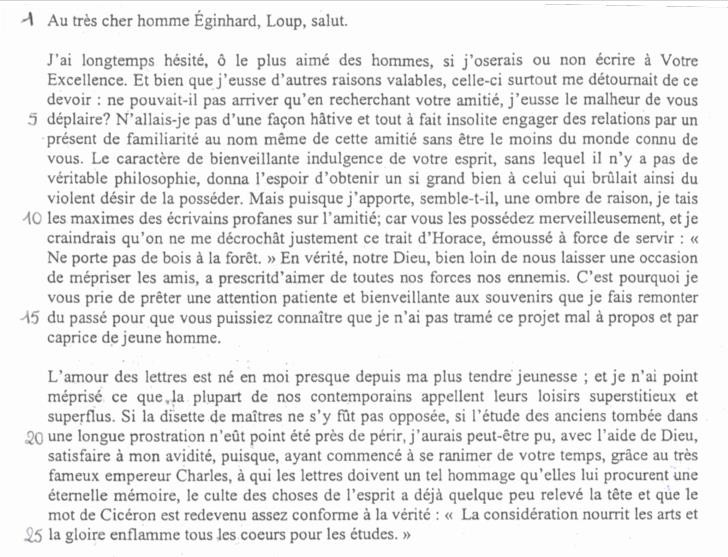 1 Au très cher homme Éginhard, Loup, salut.
J'ai longtemps hésité, ô le plus aimé des hommes, si j'oserais ou non écrire à Votre
Excellence. Et bien que j'eusse d'autres raisons valables, celle-ci surtout me détournait de ce
devoir : ne pouvait-il pas arriver qu'en recherchant votre amitié, j'eusse le malheur de vous
5 déplaire? N'allais-je pas d'une façon hâtive et tout à fait insolite engager des relations par un
présent de familiarité au nom même de cette amitié sans être le moins du monde connu de
vous. Le caractère de bienveillante indulgence de votre esprit, sans lequel il n'y a pas de
véritable philosophie, donna l'espoir d'obtenir un si grand bien à celui qui brûlait ainsi du
violent désir de la posséder. Mais puisque j'apporte, semble-t-il, une ombre de raison, je tais
10 les maximes des écrivains profanes sur l'amitié; car vous les possédez merveilleusement, et je
craindrais qu'on ne me décrochât justement ce trait d'Horace, émoussé à force de servir : «
Ne porte pas de bois à la forêt. » En vérité, notre Dieu, bien loin de nous laisser une occasion
de mépriser les amis, a prescritd'aimer de toutes nos forces nos ennemis. C'est pourquoi je
vous prie de prêter une attention patiente et bienveillante aux souvenirs que je fais remonter
15 du passé pour que vous puissiez connaître que je n'ai pas tramé ce projet mal à propos et par
caprice de jeune homme.
L'amour des lettres est né en moi presque depuis ma plus tendre jeunesse ; et je n'ai point
méprisé ce que la plupart de nos contemporains appellent leurs loisirs superstitieux et
superflus. Si la disette de maîtres ne s'y fût pas opposée, si l'étude des anciens tombée dans
20 une longue prostration n'eût point été près de périr, j'aurais peut-être pu, avec l'aide de Dieu,
satisfaire à mon avidité, puisque, ayant commencé à se ranimer de votre temps, grâce au très
fameux empereur Charles, à qui les lettres doivent un tel hommage qu'elles lui procurent une
éternelle mémoire, le culte des choses de l'esprit a déjà quelque peu relevé la tête et que le
mot de Cicéron est redevenu assez conforme à la vérité : « La considération nourrit les arts et
25 la gloire enflamme tous les coeurs pour les études. »